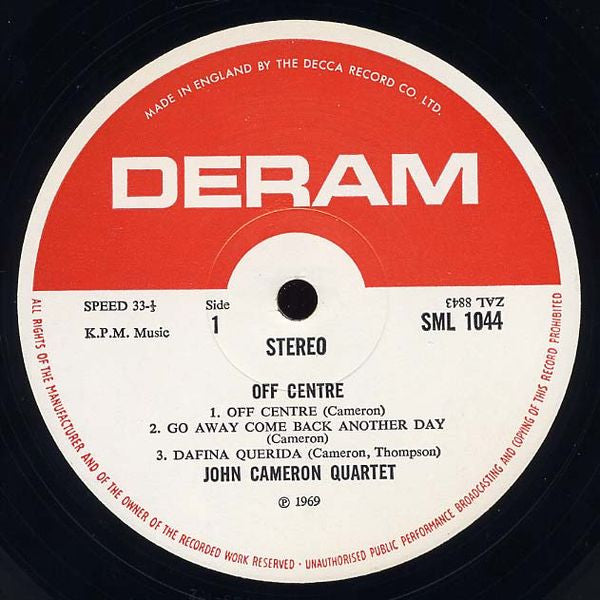 MADE IN ENGLAND BY THE DECCA RECORD CO. LTD.
DERAM
SPEED 33-⅓
Side
ZAL 8843
K.P.M. Music
1
SML 1044
STEREO
OFF CENTRE
1. OFF CENTRE (Cameron)
2. GO AWAY COME BACK ANOTHER DAY
(Cameron)
3. DAFINA QUERIDA (Cameron, Thompson)
JOHN CAMERON QUARTET
℗ 1969
ALL RIGHTS OF THE MANUFACTURER AND OF THE OWNER OF THE RECORDED WORK RESERVED · UNAUTHORISED PUBLIC PERFORMANCE BROADCASTING AND COPYING OF THIS RECORD PROHIBITED